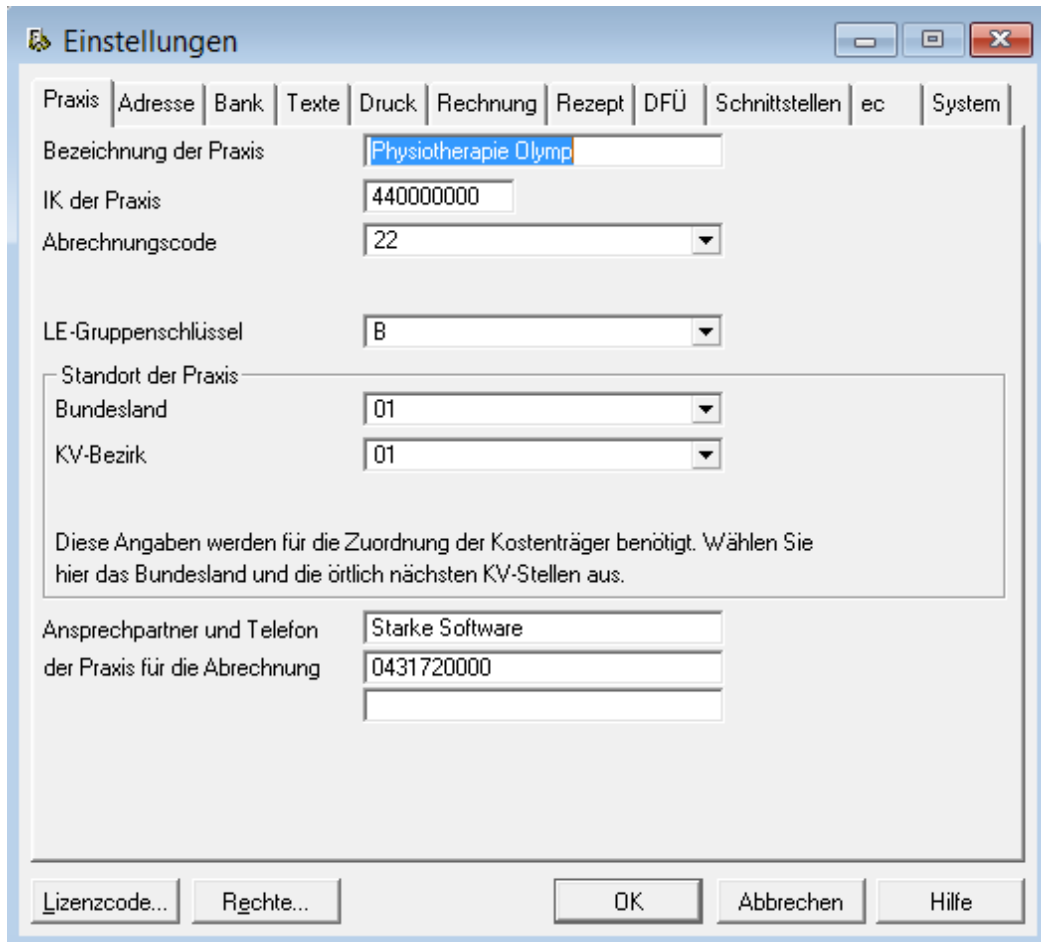 Einstellungen
Praxis Adresse Bank Texte Druck Rechnung Rezept DFÜ Schnittstellen ec System
Bezeichnung der Praxis Physiotherapie Olymp
IK der Praxis 440000000
Abrechnungscode 22
LE-Gruppenschlüssel B
Standort der Praxis
Bundesland 01
KV-Bezirk 01
Diese Angaben werden für die Zuordnung der Kostenträger benötigt. Wählen Sie
hier das Bundesland und die örtlich nächsten KV-Stellen aus.
Ansprechpartner und Telefon Starke Software
der Praxis für die Abrechnung 0431720000
Lizenzcode... Rechte... OK Abbrechen Hilfe